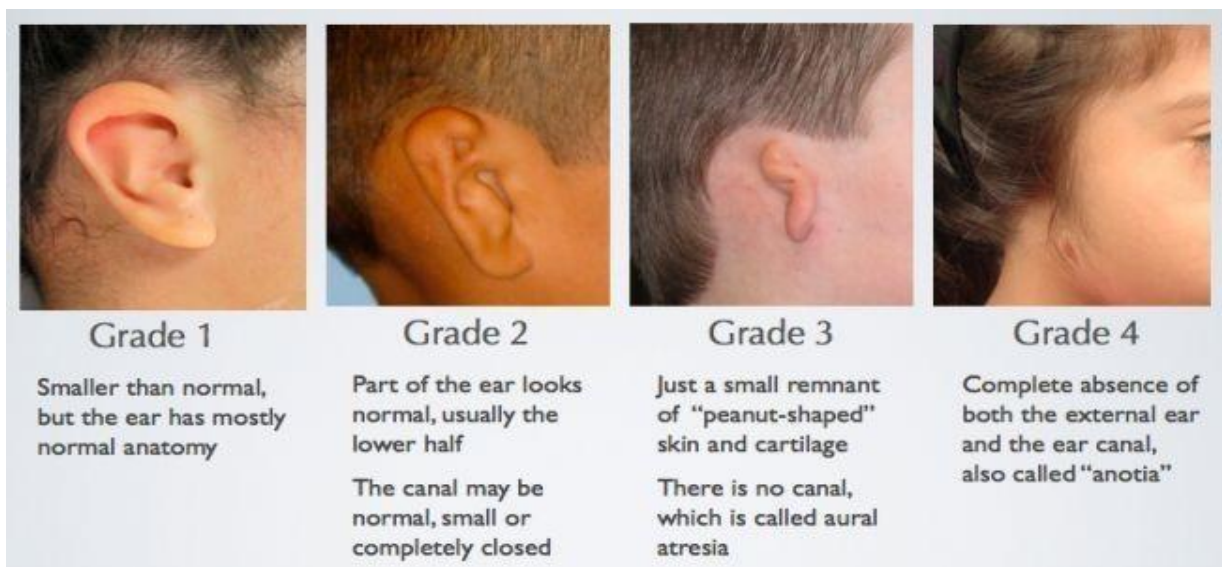 Grade 1
Smaller than normal,
but the ear has mostly
normal anatomy
Grade 2
Part of the ear looks
normal, usually the
lower half
The canal may be
normal, small or
completely closed
Grade 3
Just a small remnant
of “peanut-shaped”
skin and cartilage
There is no canal,
which is called aural
atresia
Grade 4
Complete absence of
both the external ear
and the ear canal,
also called “anotia”